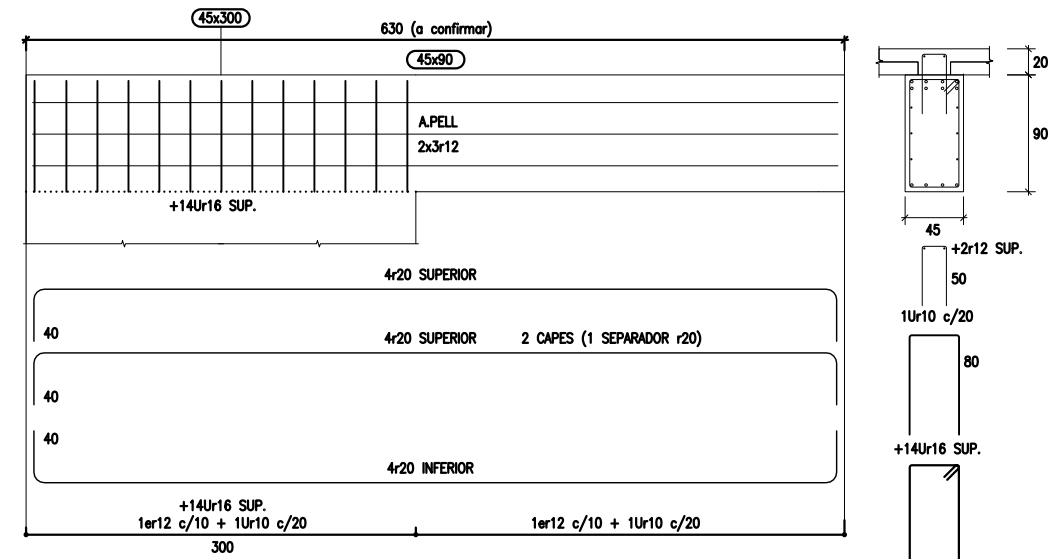 45x300
630 (a confirmar)
45x90
20
A.PELL
2x3r12
90
+14Ur16 SUP.
45
+2r12 SUP.
4r20 SUPERIOR
50
1Ur10 c/20
40
4r20 SUPERIOR 2 CAPES (1 SEPARADOR r20)
80
40
40
+14Ur16 SUP.
4r20 INFERIOR
+14Ur16 SUP.
1er12 c/10 + 1Ur10 c/20
1er12 c/10 + 1Ur10 c/20
300